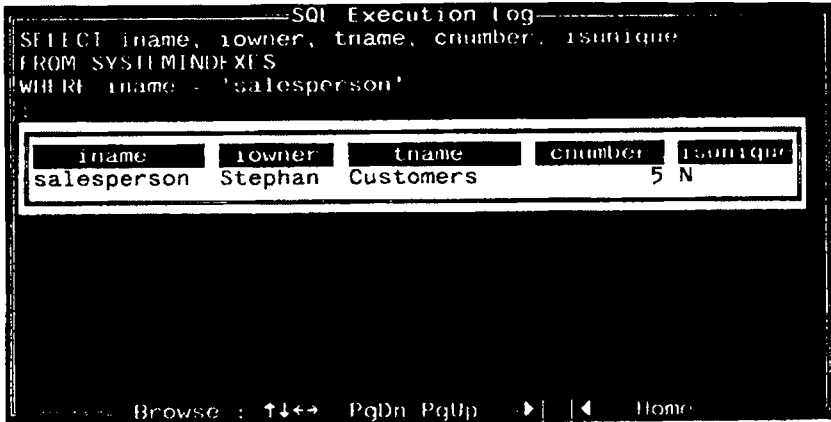 SQL Execution Log
SELECT iname, iowner, tname, cnumber, isunique
FROM SYSTEMINDEXES
WHERE iname = 'salesperson'
;
iname iowner tname cnumber isunique
salesperson Stephan Customers 5 N
Browse : ↑↓←→ PgDn PgUp →| |◄ Home